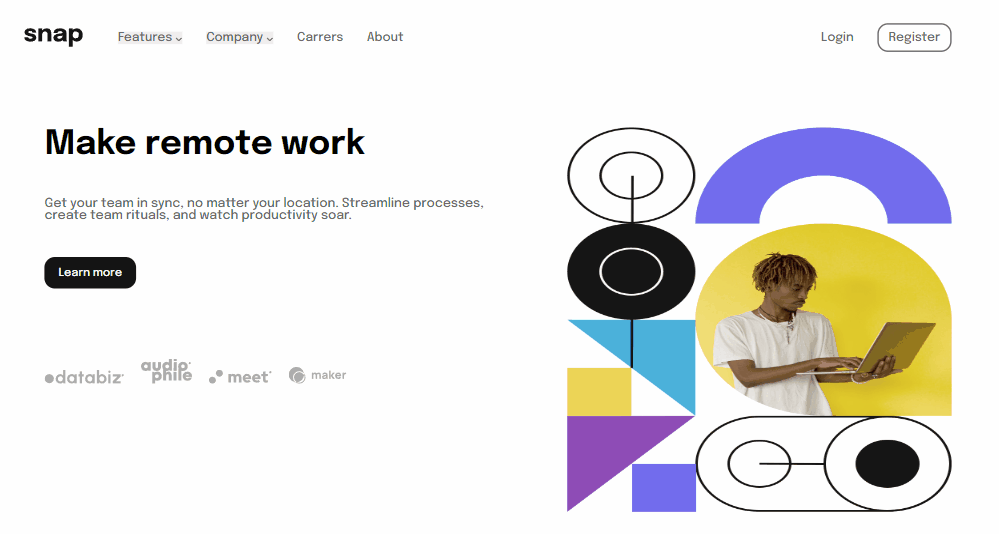 snap
Features
Company
Carrers
About
Login
Register
Make remote work
Get your team in sync, no matter your location. Streamline processes,
create team rituals, and watch productivity soar.
Learn more
databiz
audiophile
meet
maker